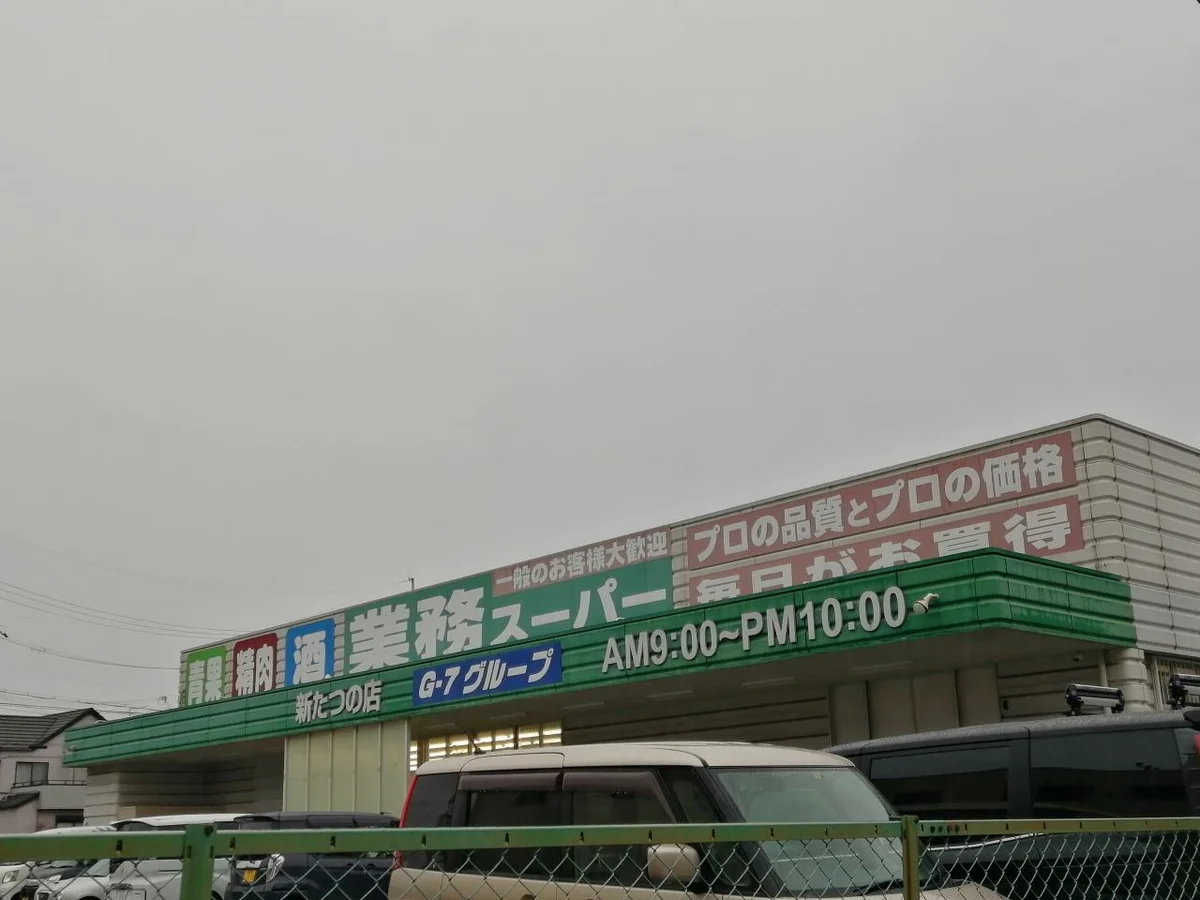 青果
精肉
酒
業務スーパー
一般のお客様大歓迎
プロの品質とプロの価格
毎日がお買得
新たつの店
G-7 グループ
AM9:00~PM10:00